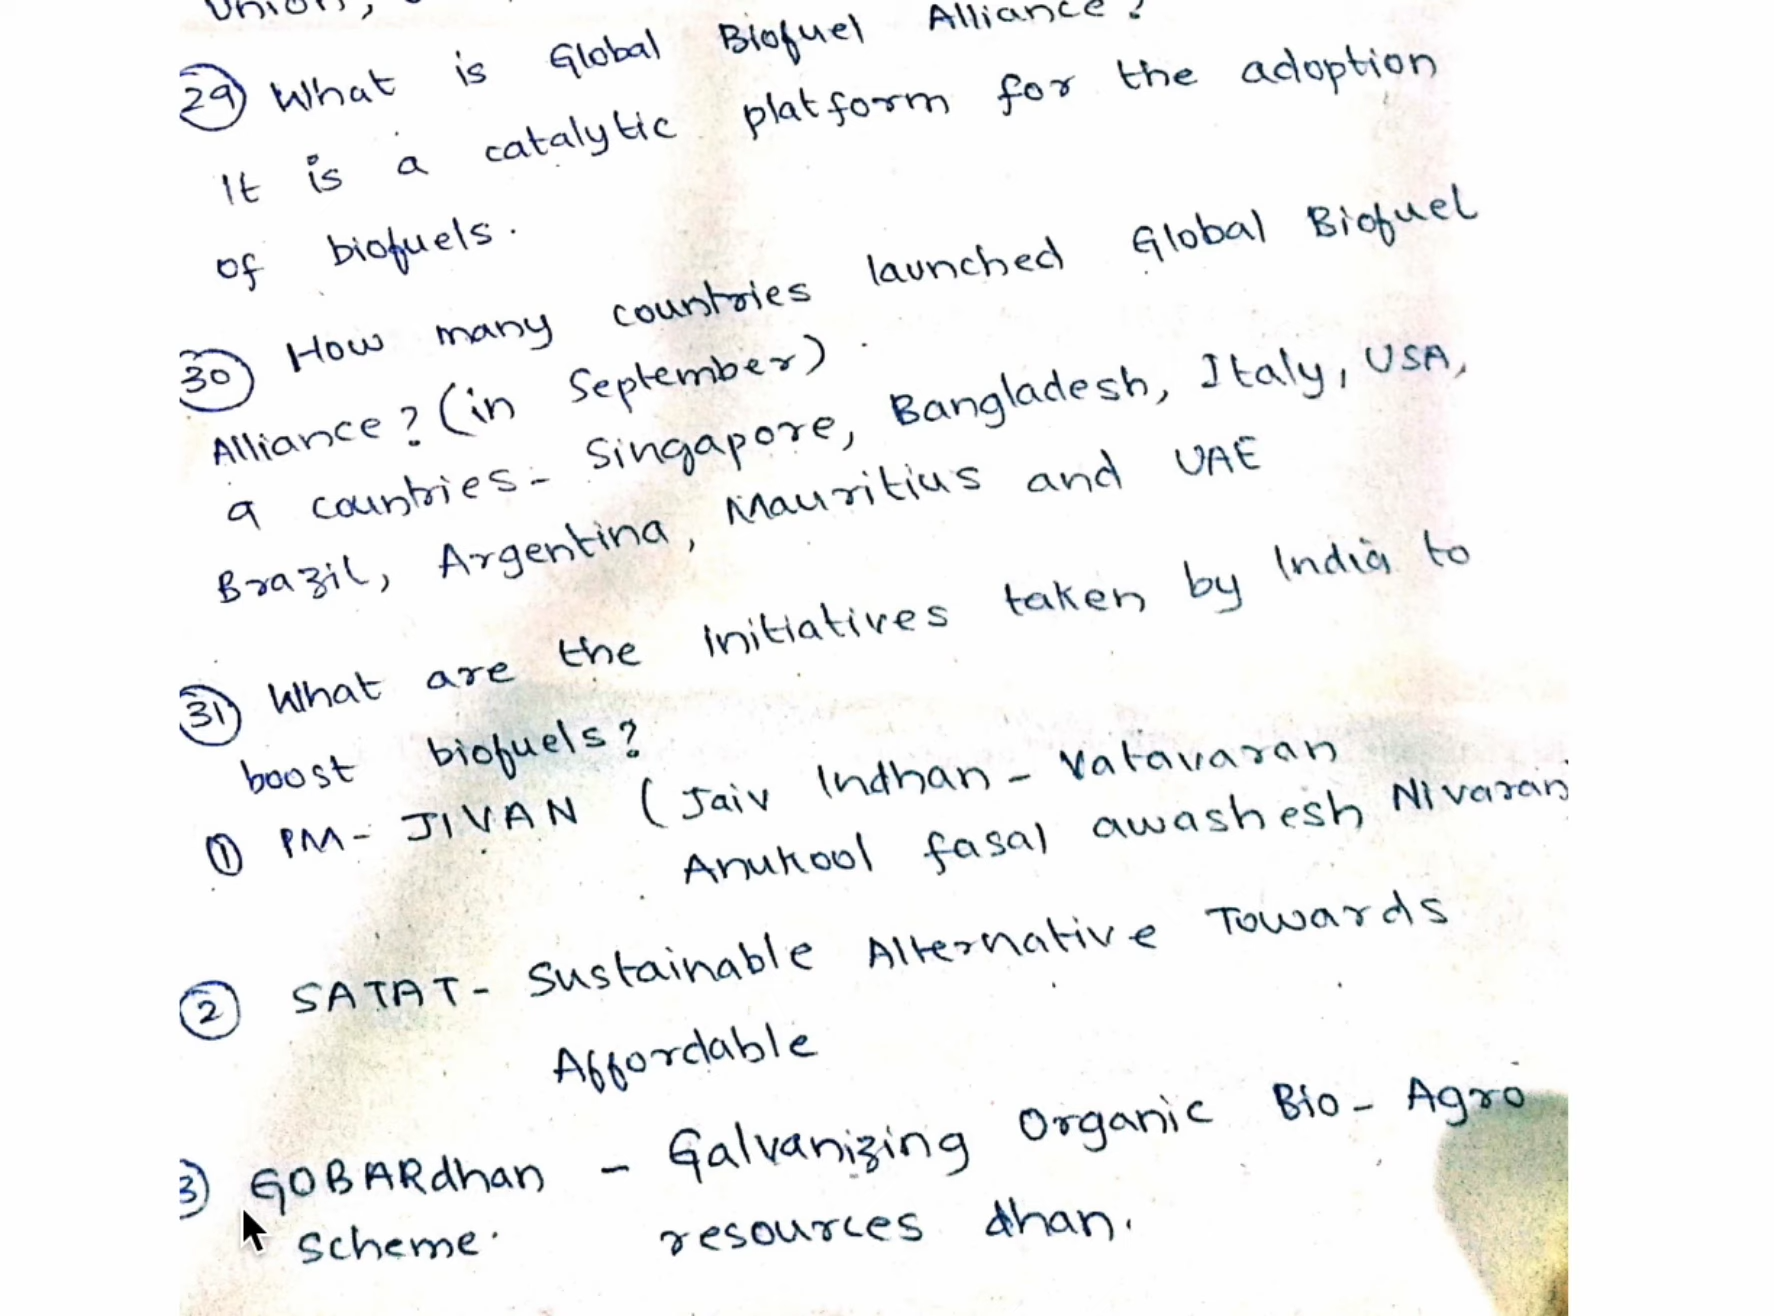 Union,
29 What is Global Biofuel Alliance?
It is a catalytic platform for the adoption
of biofuels.
30 How many countries launched Global Biofuel
Alliance? (in September)
9 countries - Singapore, Bangladesh, Italy, USA,
Brazil, Argentina, Mauritius and UAE
31 What are the initiatives taken by India to
boost biofuels?
1 PM-JIVAN (Jaiv Indhan - Vatavaran
Anukool fasal awashesh Nivaran
2 SATAT - Sustainable Alternative Towards
Affordable
3) GOBARdhan - Galvanizing Organic Bio-Agro
scheme. resources dhan.